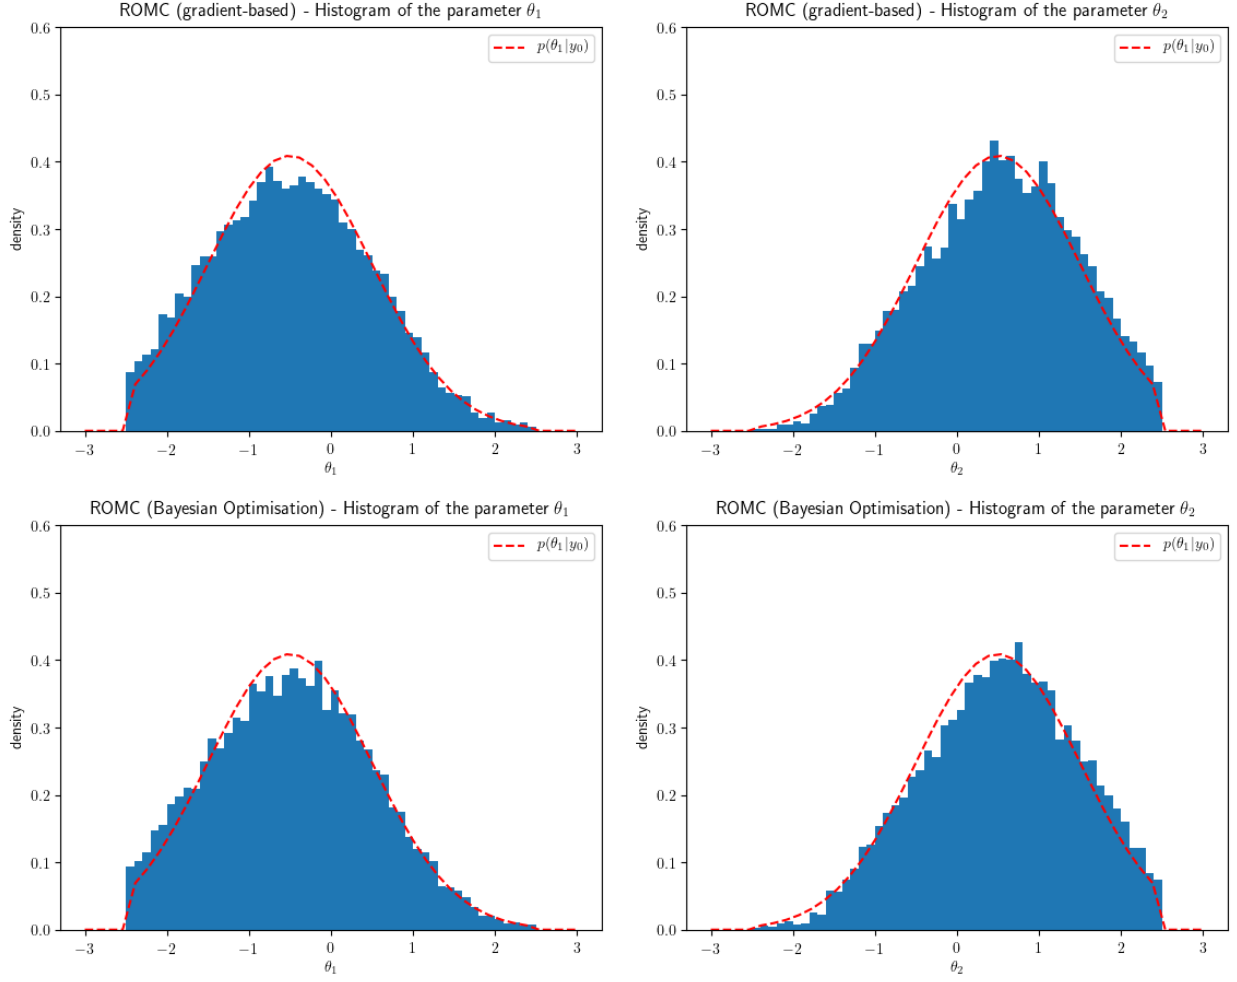 ROMC (gradient-based) - Histogram of the parameter θ₁
0.6
0.5
0.4
0.3
0.2
0.1
0.0
density
p(θ₁|y₀)
−3 −2 −1 0 1 2 3
θ₁
ROMC (gradient-based) - Histogram of the parameter θ₂
0.6
0.5
0.4
0.3
0.2
0.1
0.0
density
p(θ₁|y₀)
−3 −2 −1 0 1 2 3
θ₂
ROMC (Bayesian Optimisation) - Histogram of the parameter θ₁
0.6
0.5
0.4
0.3
0.2
0.1
0.0
density
p(θ₁|y₀)
−3 −2 −1 0 1 2 3
θ₁
ROMC (Bayesian Optimisation) - Histogram of the parameter θ₂
0.6
0.5
0.4
0.3
0.2
0.1
0.0
density
p(θ₁|y₀)
−3 −2 −1 0 1 2 3
θ₂